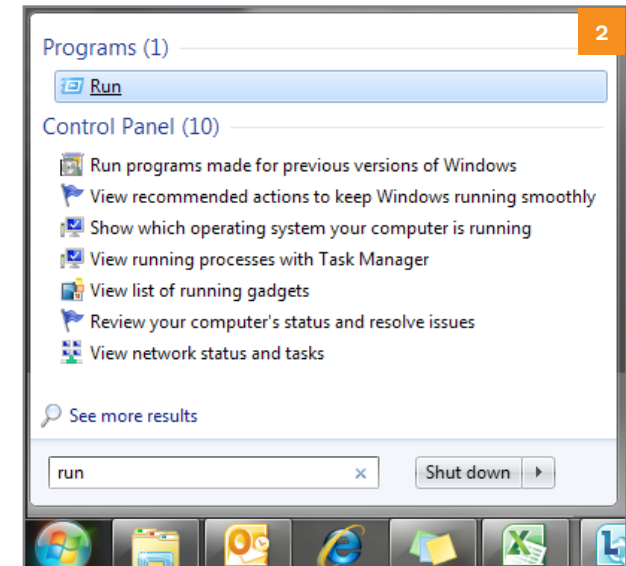 2
Programs (1)
Run
Control Panel (10)
Run programs made for previous versions of Windows
View recommended actions to keep Windows running smoothly
Show which operating system your computer is running
View running processes with Task Manager
View list of running gadgets
Review your computer's status and resolve issues
View network status and tasks
See more results
run
Shut down